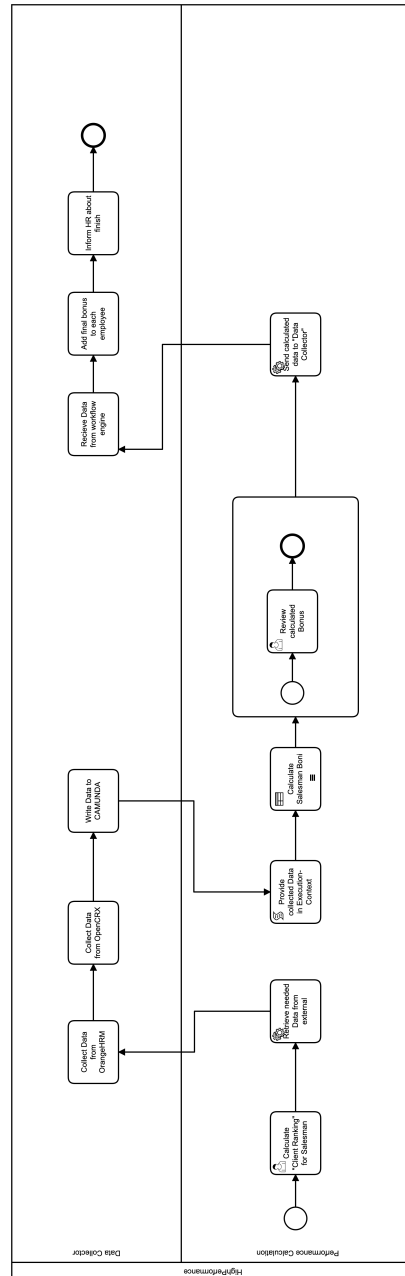 HighPerformance
Data Collector
Collect Data
from
OrangeHRM
Collect Data
from OpenCRX
Write Data to
CAMUNDA
Recieve Data
from workflow
engine
Add final bonus
to each
employee
Inform HR about
finish
Performance Calculation
Calculate
"Client Ranking"
for Salesman
Retrieve needed
Data from
external
Provide
collected Data
in Execution-
Context
Calculate
Salesman Boni
Review
calculated
Bonus
Send calculated
data to "Data
Collector"